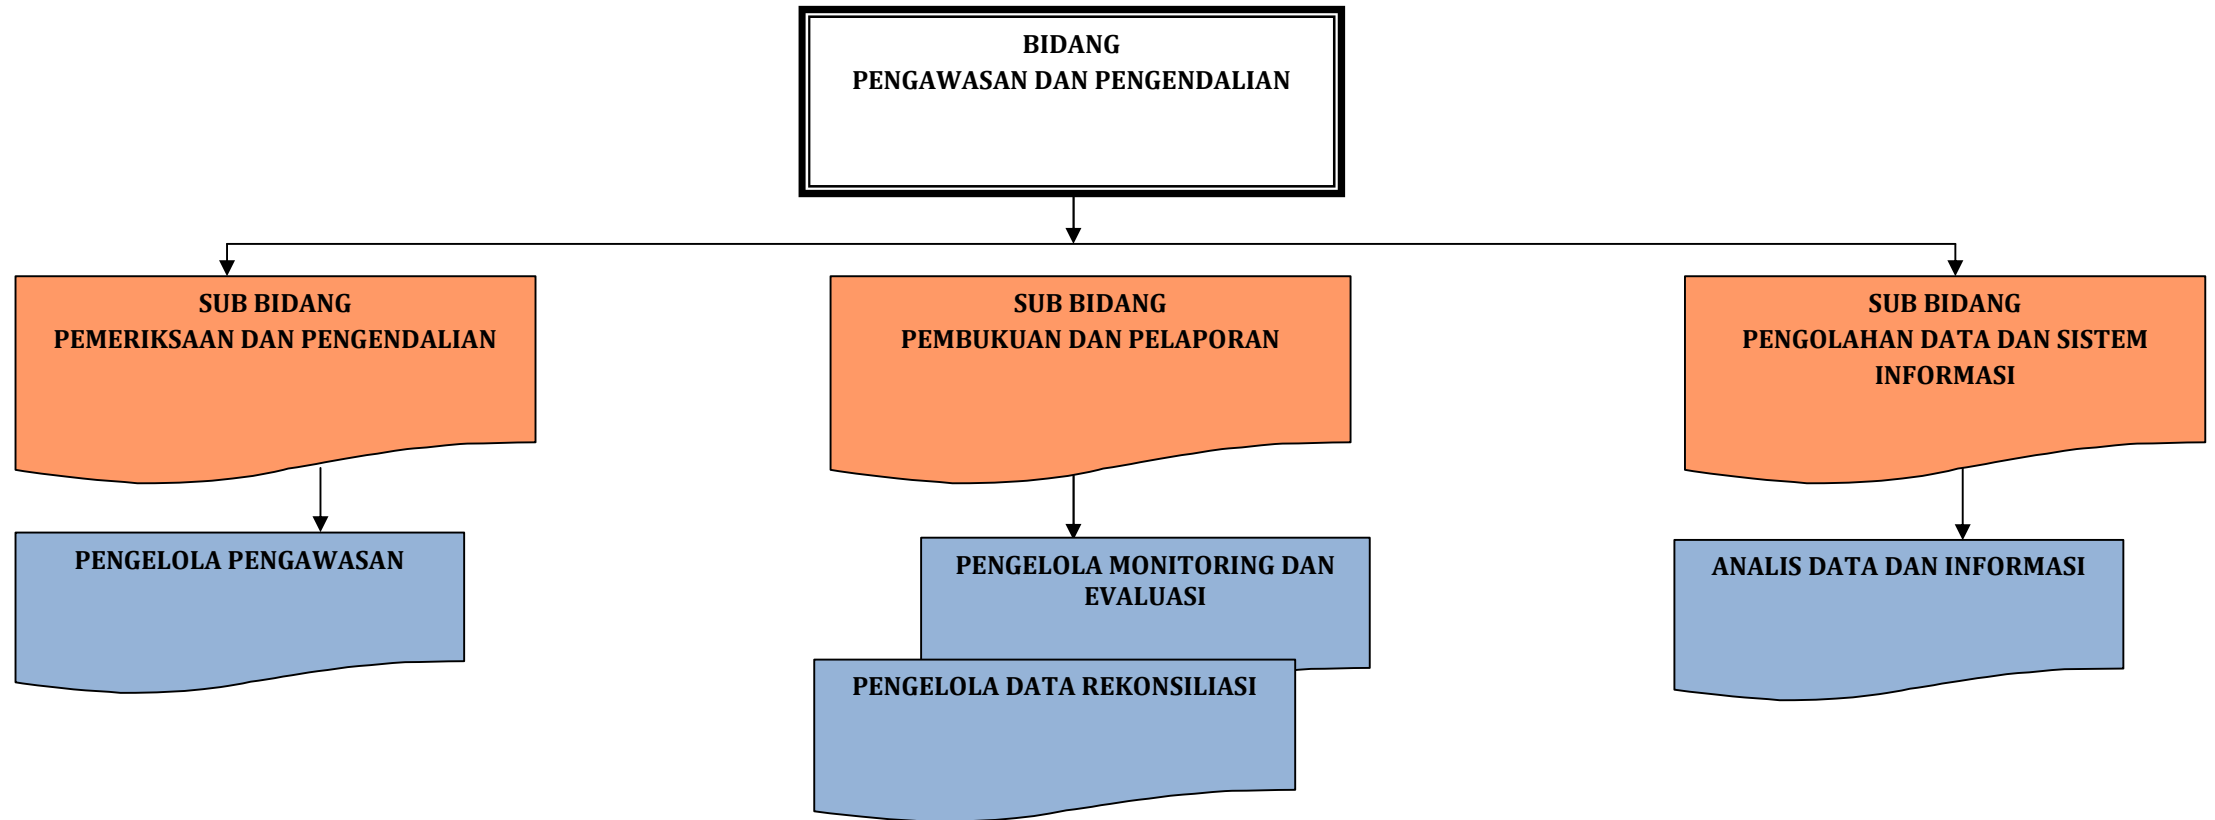 BIDANG
PENGAWASAN DAN PENGENDALIAN
SUB BIDANG
PEMERIKSAAN DAN PENGENDALIAN
SUB BIDANG
PEMBUKUAN DAN PELAPORAN
SUB BIDANG
PENGOLAHAN DATA DAN SISTEM
INFORMASI
PENGELOLA PENGAWASAN
PENGELOLA MONITORING DAN
EVALUASI
PENGELOLA DATA REKONSILIASI
ANALIS DATA DAN INFORMASI